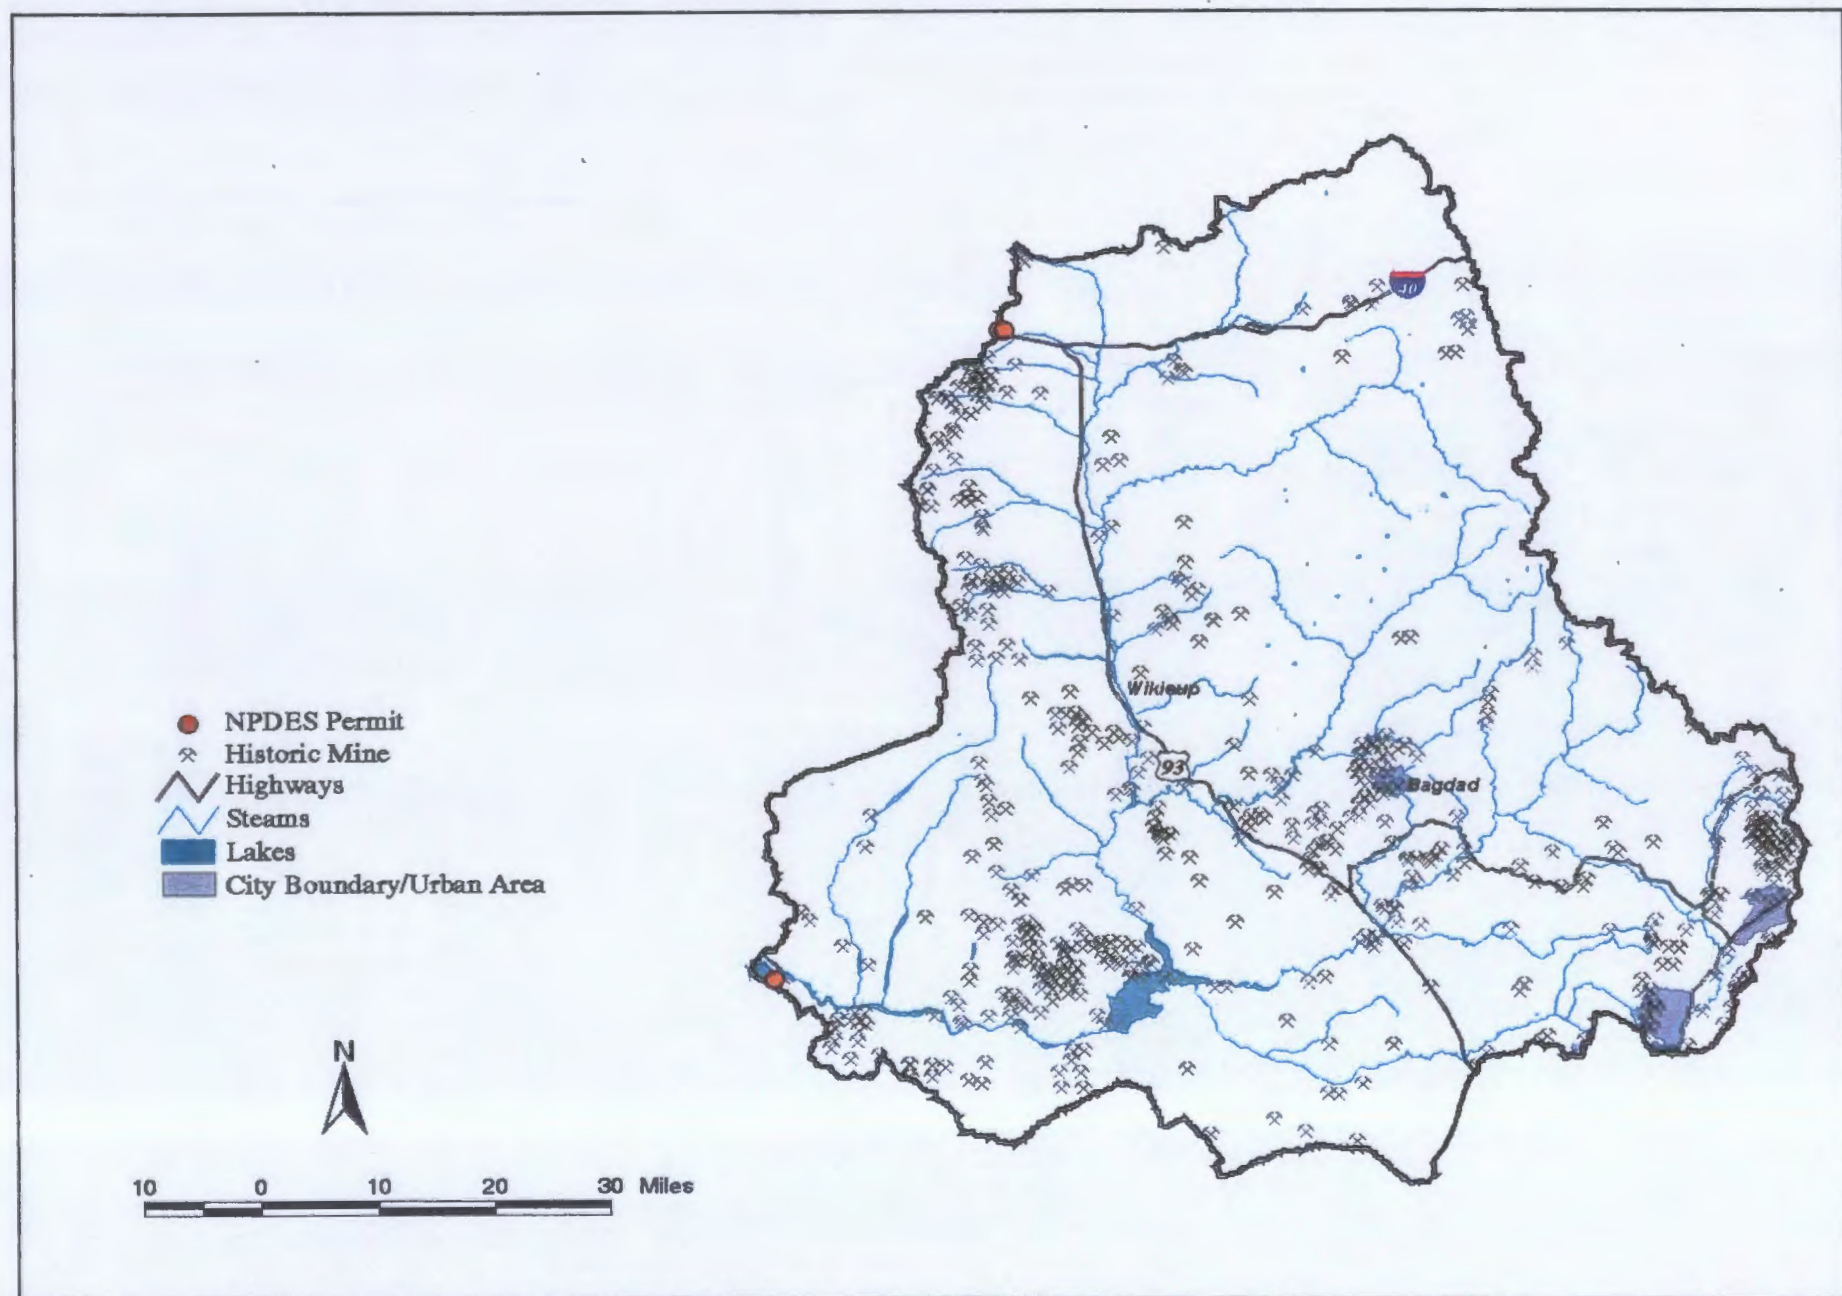 40
Wikieup
93
Bagdad
NPDES Permit
Historic Mine
Highways
Steams
Lakes
City Boundary/Urban Area
N
10 0 10 20 30 Miles